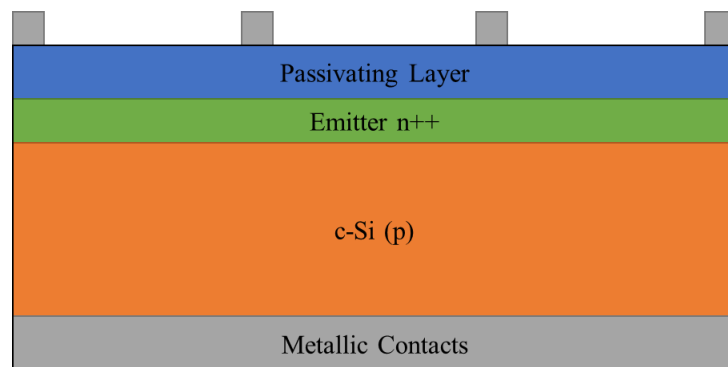 Passivating Layer
Emitter n++
c-Si (p)
Metallic Contacts